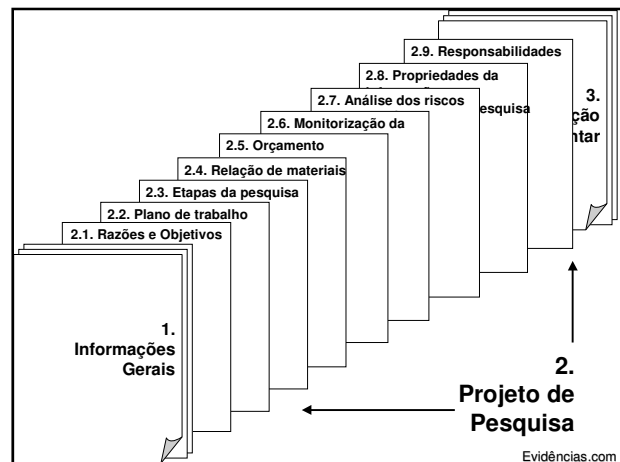 2.9. Responsabilidades
2.8. Propriedades da
3.
2.7. Análise dos riscos
esquisa
ção
2.6. Monitorização da
ntar
2.5. Orçamento
2.4. Relação de materiais
2.3. Etapas da pesquisa
2.2. Plano de trabalho
2.1. Razões e Objetivos
1.
Informações
Gerais
2.
Projeto de
Pesquisa
Evidências.com